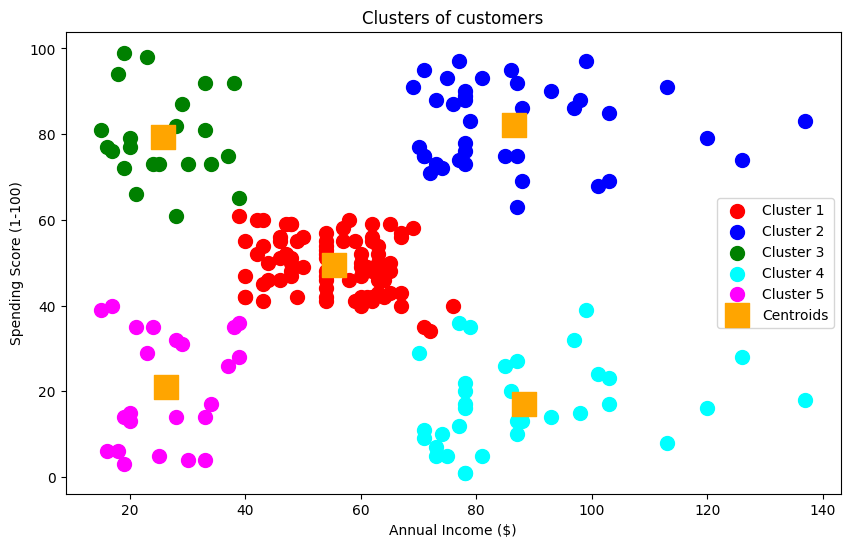 Clusters of customers
Spending Score (1-100)
100
80
60
40
20
0
Cluster 1
Cluster 2
Cluster 3
Cluster 4
Cluster 5
Centroids
20
40
60
80
100
120
140
Annual Income ($)